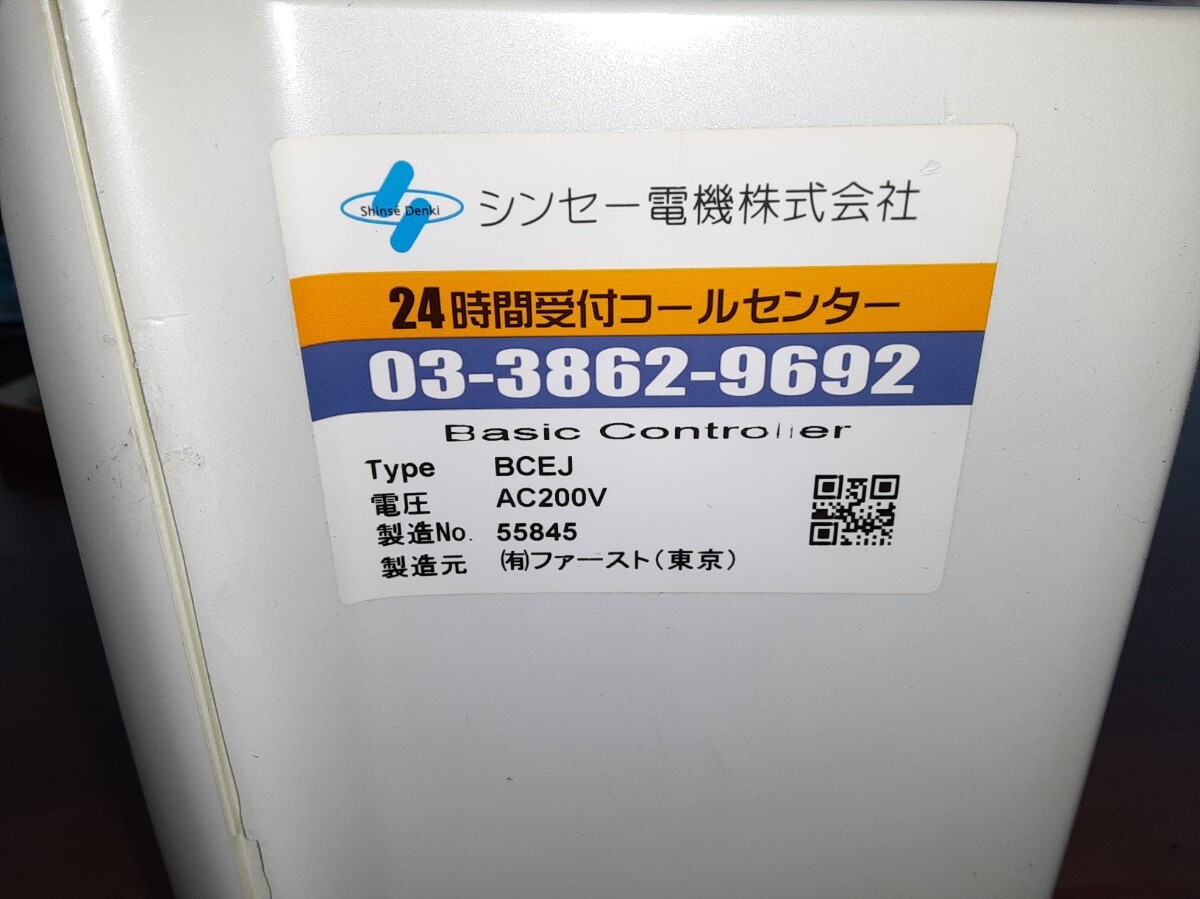 Shinsé Denki
シンセー電機株式会社
24時間受付コールセンター
03-3862-9692
Basic Controller
Type BCEJ
電圧 AC200V
製造No. 55845
製造元 ㈲ファースト(東京)